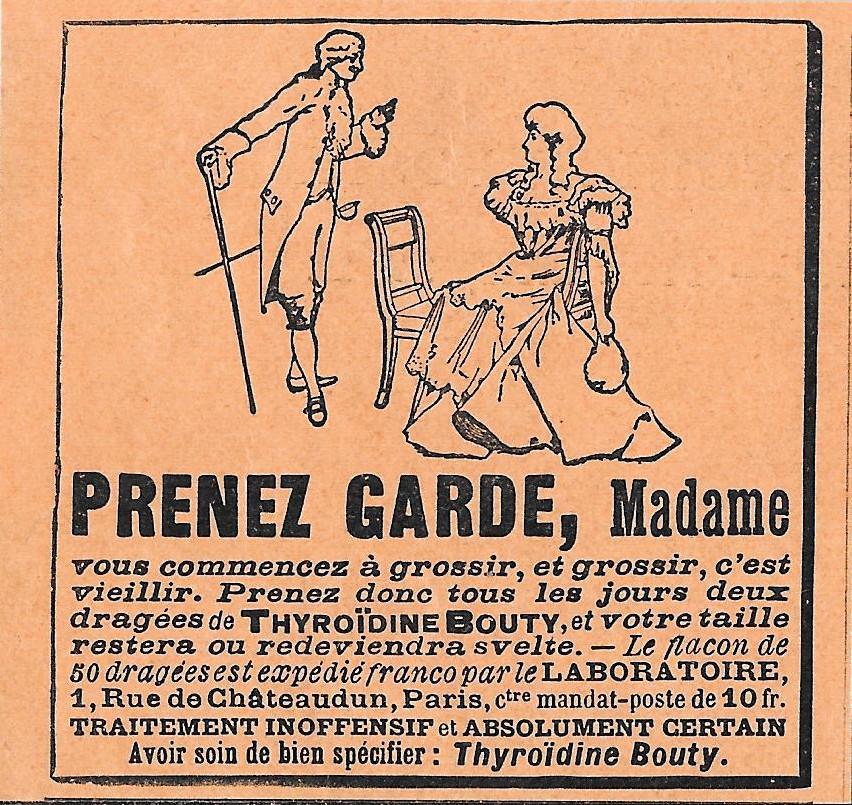 PRENEZ GARDE, Madame
vous commencez à grossir, et grossir, c'est
vieillir. Prenez donc tous les jours deux
dragées de THYROÏDINE BOUTY, et votre taille
restera ou redeviendra svelte. — Le flacon de
50 dragées est expédié franco par le LABORATOIRE,
1, Rue de Châteaudun, Paris, ctre mandat-poste de 10 fr.
TRAITEMENT INOFFENSIF et ABSOLUMENT CERTAIN
Avoir soin de bien spécifier : Thyroïdine Bouty.